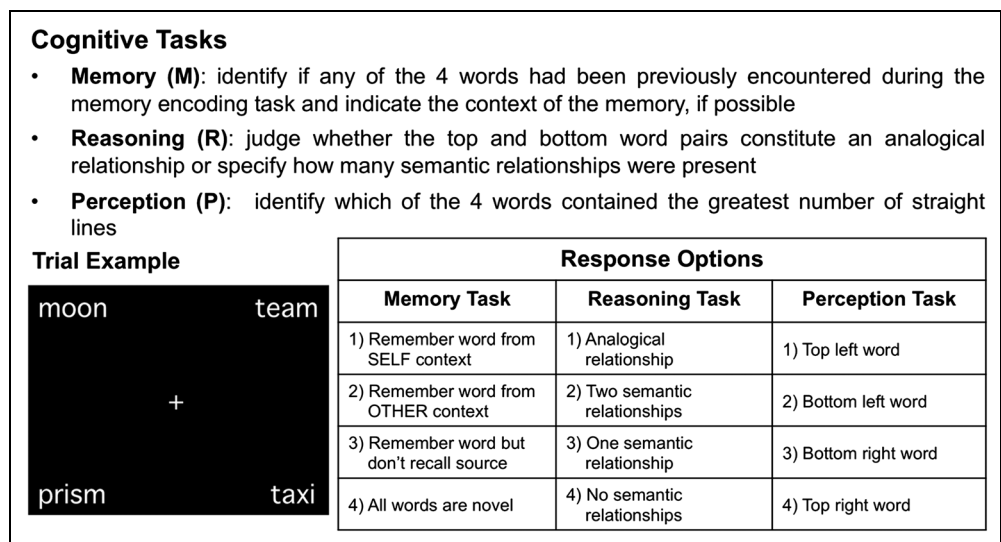 Cognitive Tasks
• Memory (M): identify if any of the 4 words had been previously encountered during the
memory encoding task and indicate the context of the memory, if possible
• Reasoning (R): judge whether the top and bottom word pairs constitute an analogical
relationship or specify how many semantic relationships were present
• Perception (P): identify which of the 4 words contained the greatest number of straight
lines
Trial Example
moon team
+
prism taxi
Response Options
Memory Task Reasoning Task Perception Task
1) Remember word from
SELF context
1) Analogical
relationship
1) Top left word
2) Remember word from
OTHER context
2) Two semantic
relationships
2) Bottom left word
3) Remember word but
don't recall source
3) One semantic
relationship
3) Bottom right word
4) All words are novel
4) No semantic
relationships
4) Top right word